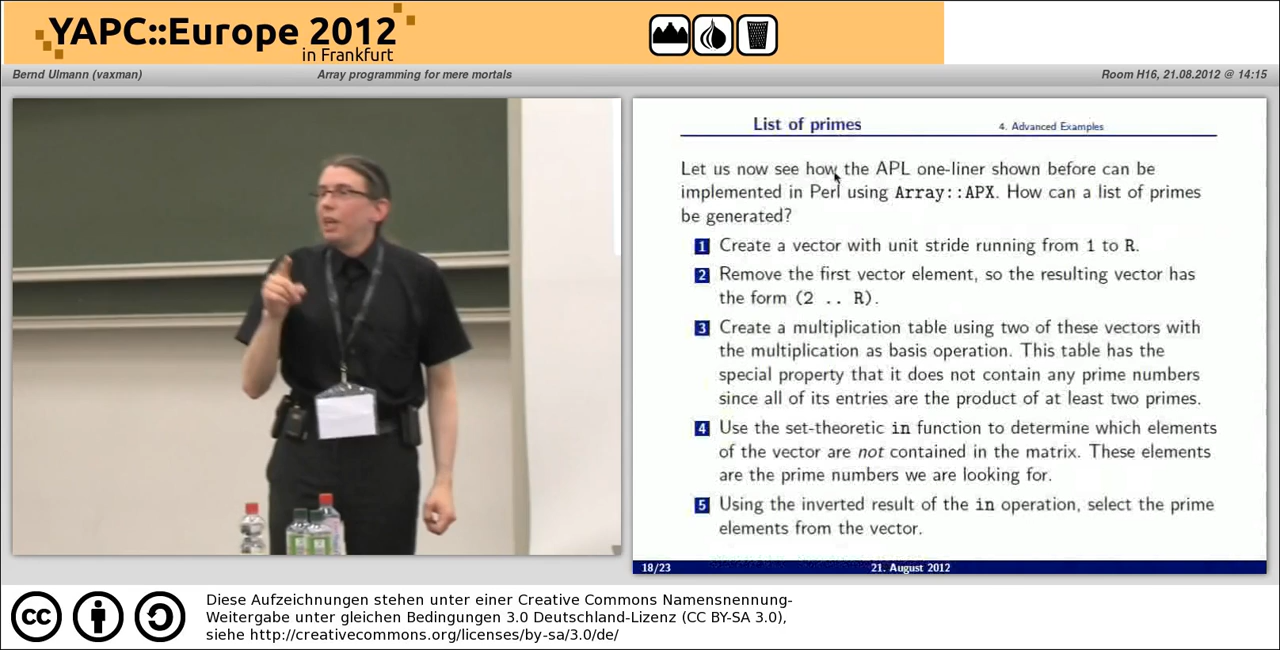 YAPC::Europe 2012
in Frankfurt
Bernd Ulmann (vaxman) Array programming for mere mortals Room H16, 21.08.2012 @ 14:15
List of primes 4. Advanced Examples
Let us now see how the APL one-liner shown before can be
implemented in Perl using Array::APX. How can a list of primes
be generated?
1 Create a vector with unit stride running from 1 to R.
2 Remove the first vector element, so the resulting vector has
the form (2 .. R).
3 Create a multiplication table using two of these vectors with
the multiplication as basis operation. This table has the
special property that it does not contain any prime numbers
since all of its entries are the product of at least two primes.
4 Use the set-theoretic in function to determine which elements
of the vector are not contained in the matrix. These elements
are the prime numbers we are looking for.
5 Using the inverted result of the in operation, select the prime
elements from the vector.
18/23 21. August 2012
cc
Diese Aufzeichnungen stehen unter einer Creative Commons Namensnennung-
Weitergabe unter gleichen Bedingungen 3.0 Deutschland-Lizenz (CC BY-SA 3.0),
siehe http://creativecommons.org/licenses/by-sa/3.0/de/